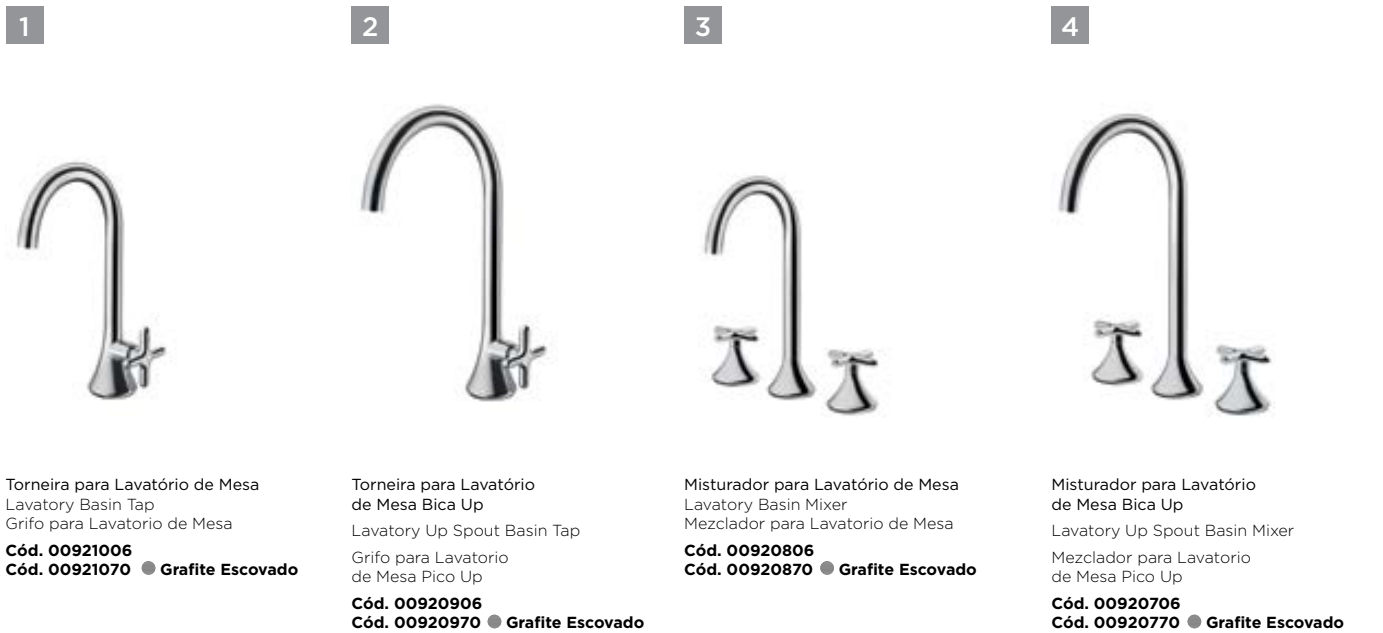 1
Torneira para Lavatório de Mesa
Lavatory Basin Tap
Grifo para Lavatorio de Mesa
Cód. 00921006
Cód. 00921070 Grafite Escovado
2
Torneira para Lavatório
de Mesa Bica Up
Lavatory Up Spout Basin Tap
Grifo para Lavatorio
de Mesa Pico Up
Cód. 00920906
Cód. 00920970 Grafite Escovado
3
Misturador para Lavatório de Mesa
Lavatory Basin Mixer
Mezclador para Lavatorio de Mesa
Cód. 00920806
Cód. 00920870 Grafite Escovado
4
Misturador para Lavatório
de Mesa Bica Up
Lavatory Up Spout Basin Mixer
Mezclador para Lavatorio
de Mesa Pico Up
Cód. 00920706
Cód. 00920770 Grafite Escovado